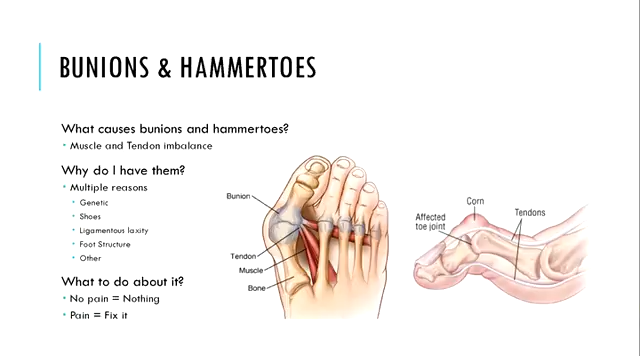 BUNIONS & HAMMERTOES
What causes bunions and hammertoes?
Muscle and Tendon imbalance
Why do I have them?
Multiple reasons
Genetic
Shoes
Ligamentous laxity
Foot Structure
Other
What to do about it?
No pain = Nothing
Pain = Fix it
Bunion
Tendon
Muscle
Bone
Corn
Affected
toe joint
Tendons